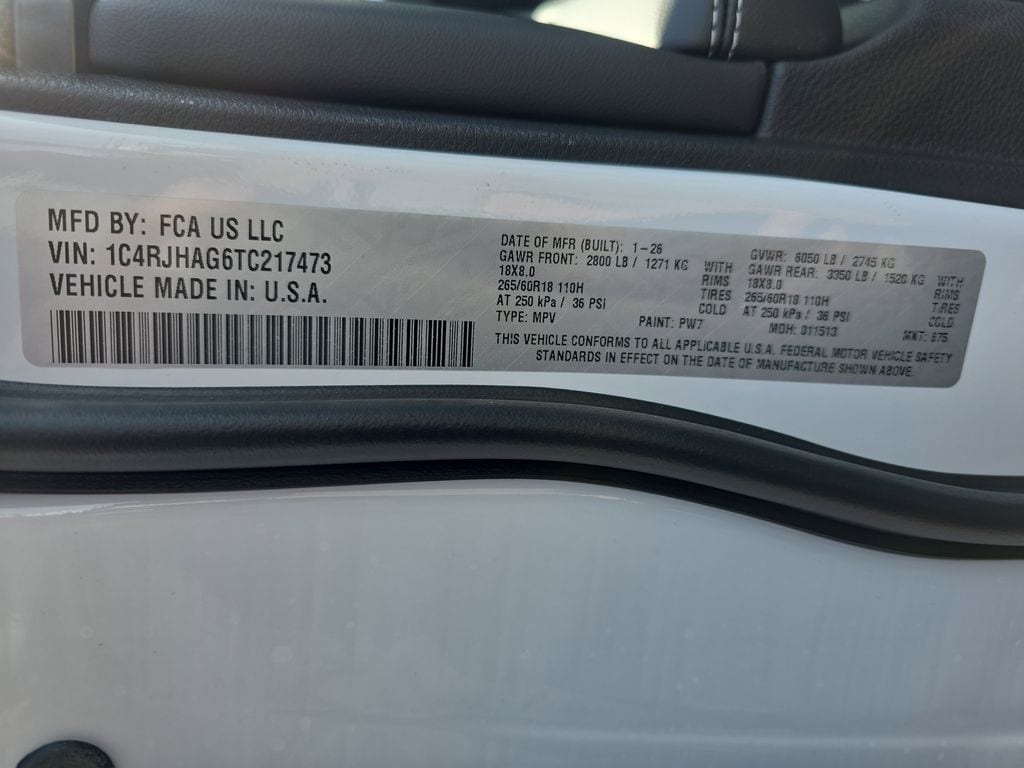 MFD BY: FCA US LLC
VIN: 1C4RJHAG6TC217473
VEHICLE MADE IN: U.S.A.
DATE OF MFR (BUILT): 1-26 GVWR: 6050 LB / 2745 KG
GAWR FRONT: 2800 LB / 1271 KG WITH GAWR REAR: 3350 LB / 1520 KG WITH
18X8.0 RIMS 18X8.0 RIMS
265/60R18 110H TIRES 265/60R18 110H TIRES
AT 250 kPa / 36 PSI COLD AT 250 kPa / 36 PSI COLD
TYPE: MPV PAINT: PW7 MDH: 011513 MKT: 875
THIS VEHICLE CONFORMS TO ALL APPLICABLE U.S.A. FEDERAL MOTOR VEHICLE SAFETY
STANDARDS IN EFFECT ON THE DATE OF MANUFACTURE SHOWN ABOVE.